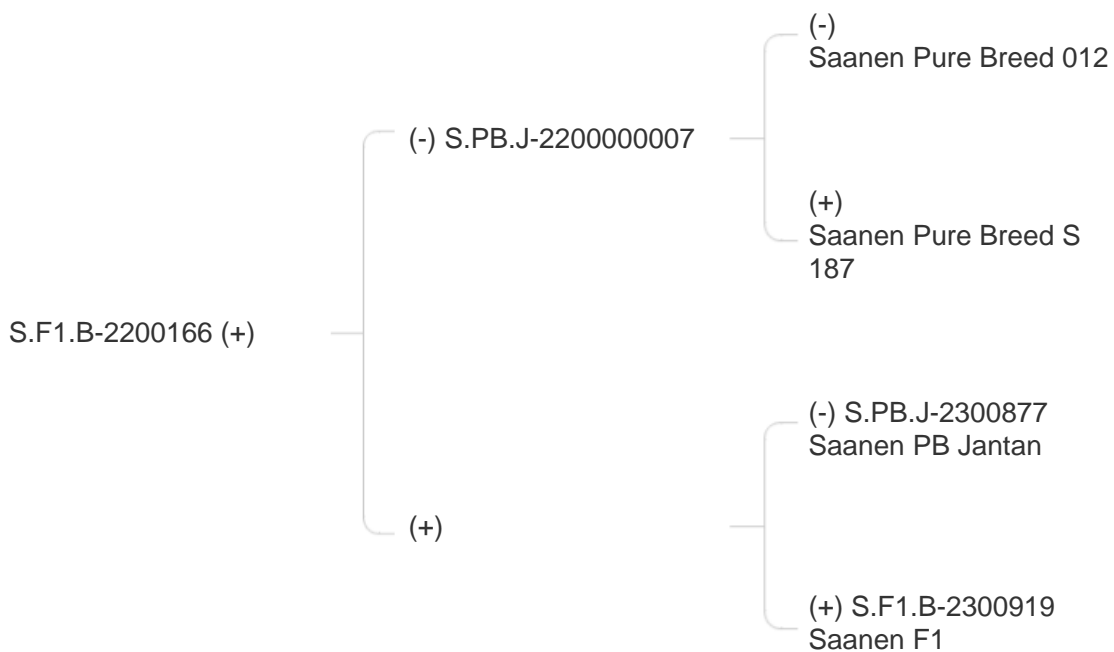 S.F1.B-2200166 (+)
(-) S.PB.J-2200000007
(-)
Saanen Pure Breed 012
(+)
Saanen Pure Breed S
187
(+)
(-) S.PB.J-2300877
Saanen PB Jantan
(+) S.F1.B-2300919
Saanen F1